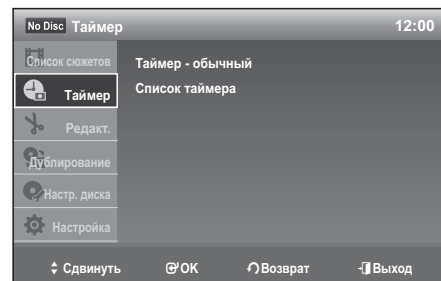 No Disc Таймер 12:00
Список сюжетов
Таймер - обычный
Таймер
Список таймера
Редакт.
Дублирование
Настр. диска
Настройка
Сдвинуть OK Возврат Выход